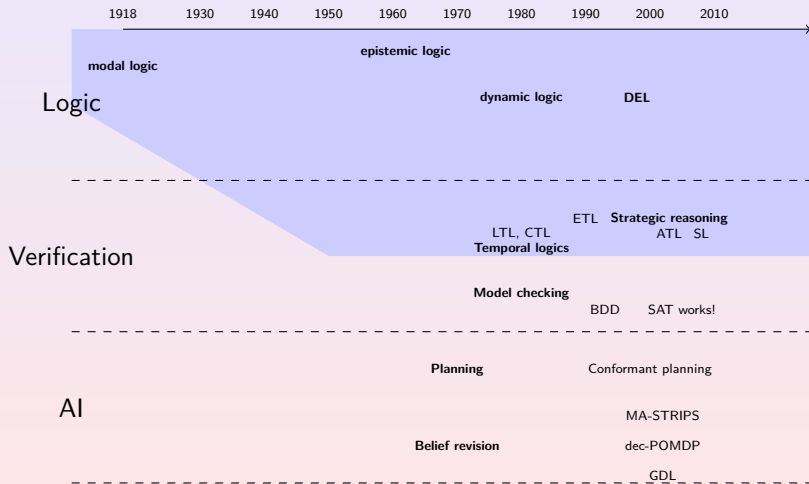 1918 1930 1940 1950 1960 1970 1980 1990 2000 2010
epistemic logic
modal logic
Logic
dynamic logic DEL
ETL Strategic reasoning
LTL, CTL ATL SL
Temporal logics
Verification
Model checking
BDD SAT works!
Planning Conformant planning
AI
MA-STRIPS
Belief revision dec-POMDP
GDL